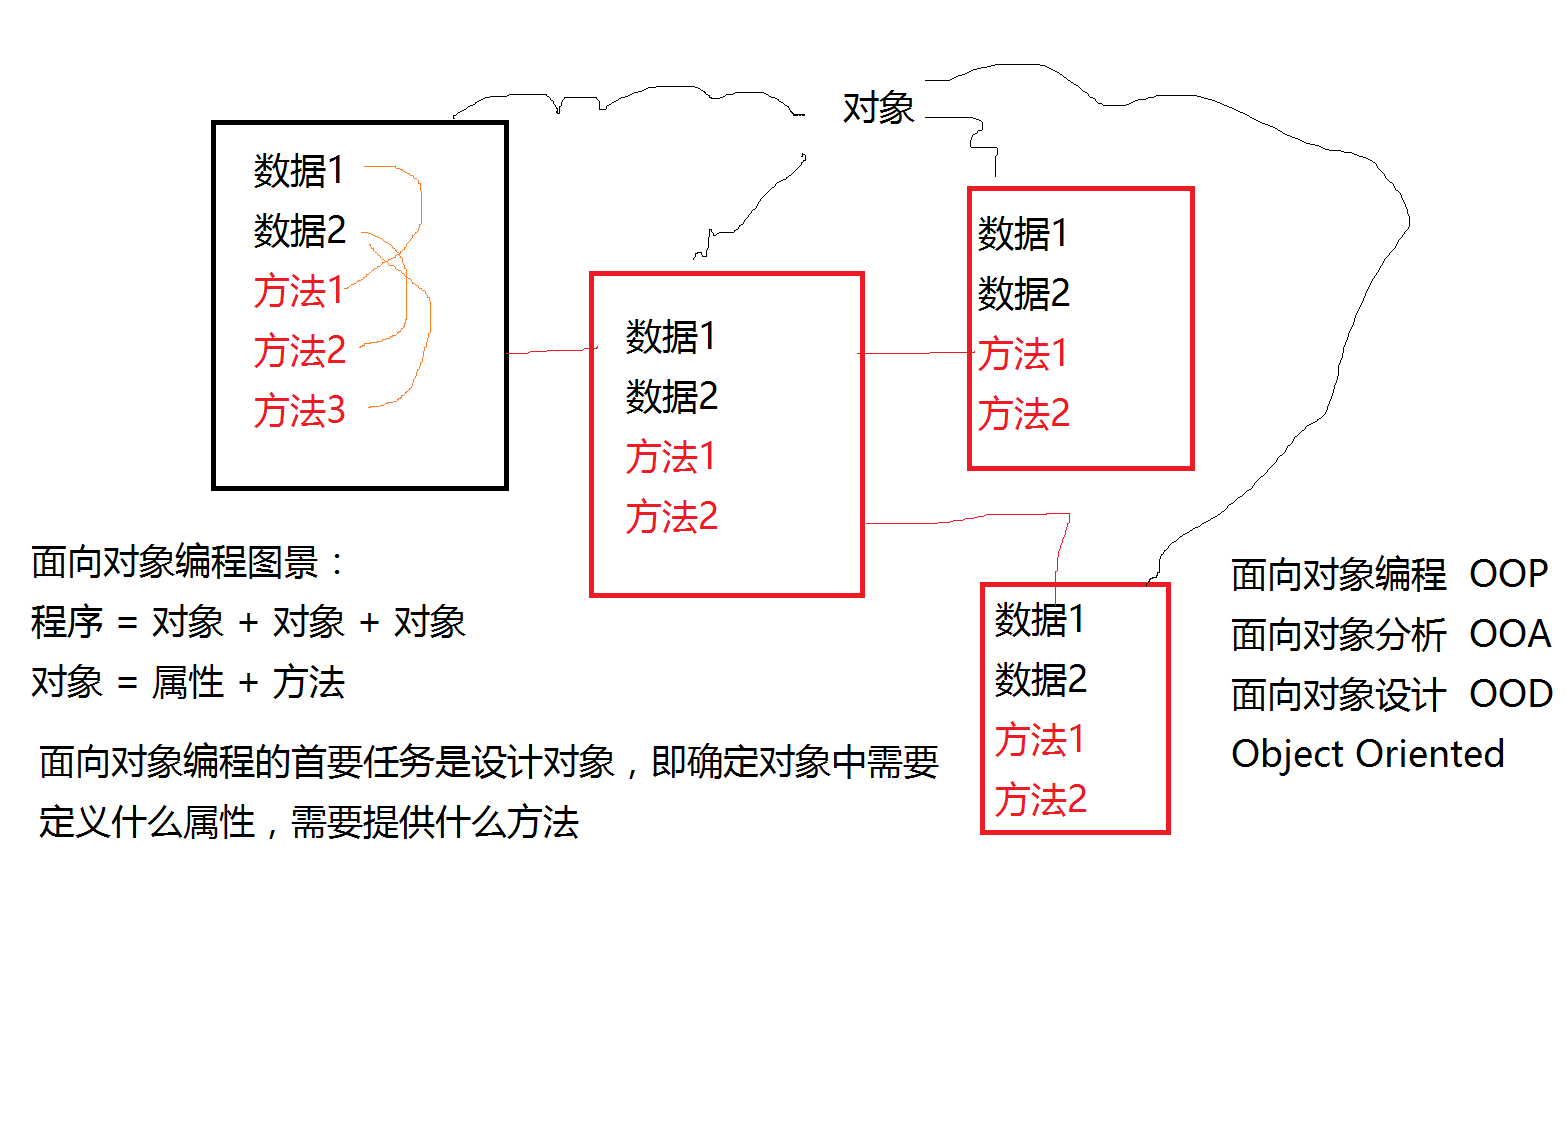 对象
数据1
数据2
方法1
方法2
方法3
数据1
数据2
方法1
方法2
数据1
数据2
方法1
方法2
数据1
数据2
方法1
方法2
面向对象编程图景：
程序 = 对象 + 对象 + 对象
对象 = 属性 + 方法
面向对象编程的首要任务是设计对象，即确定对象中需要
定义什么属性，需要提供什么方法
面向对象编程 OOP
面向对象分析 OOA
面向对象设计 OOD
Object Oriented